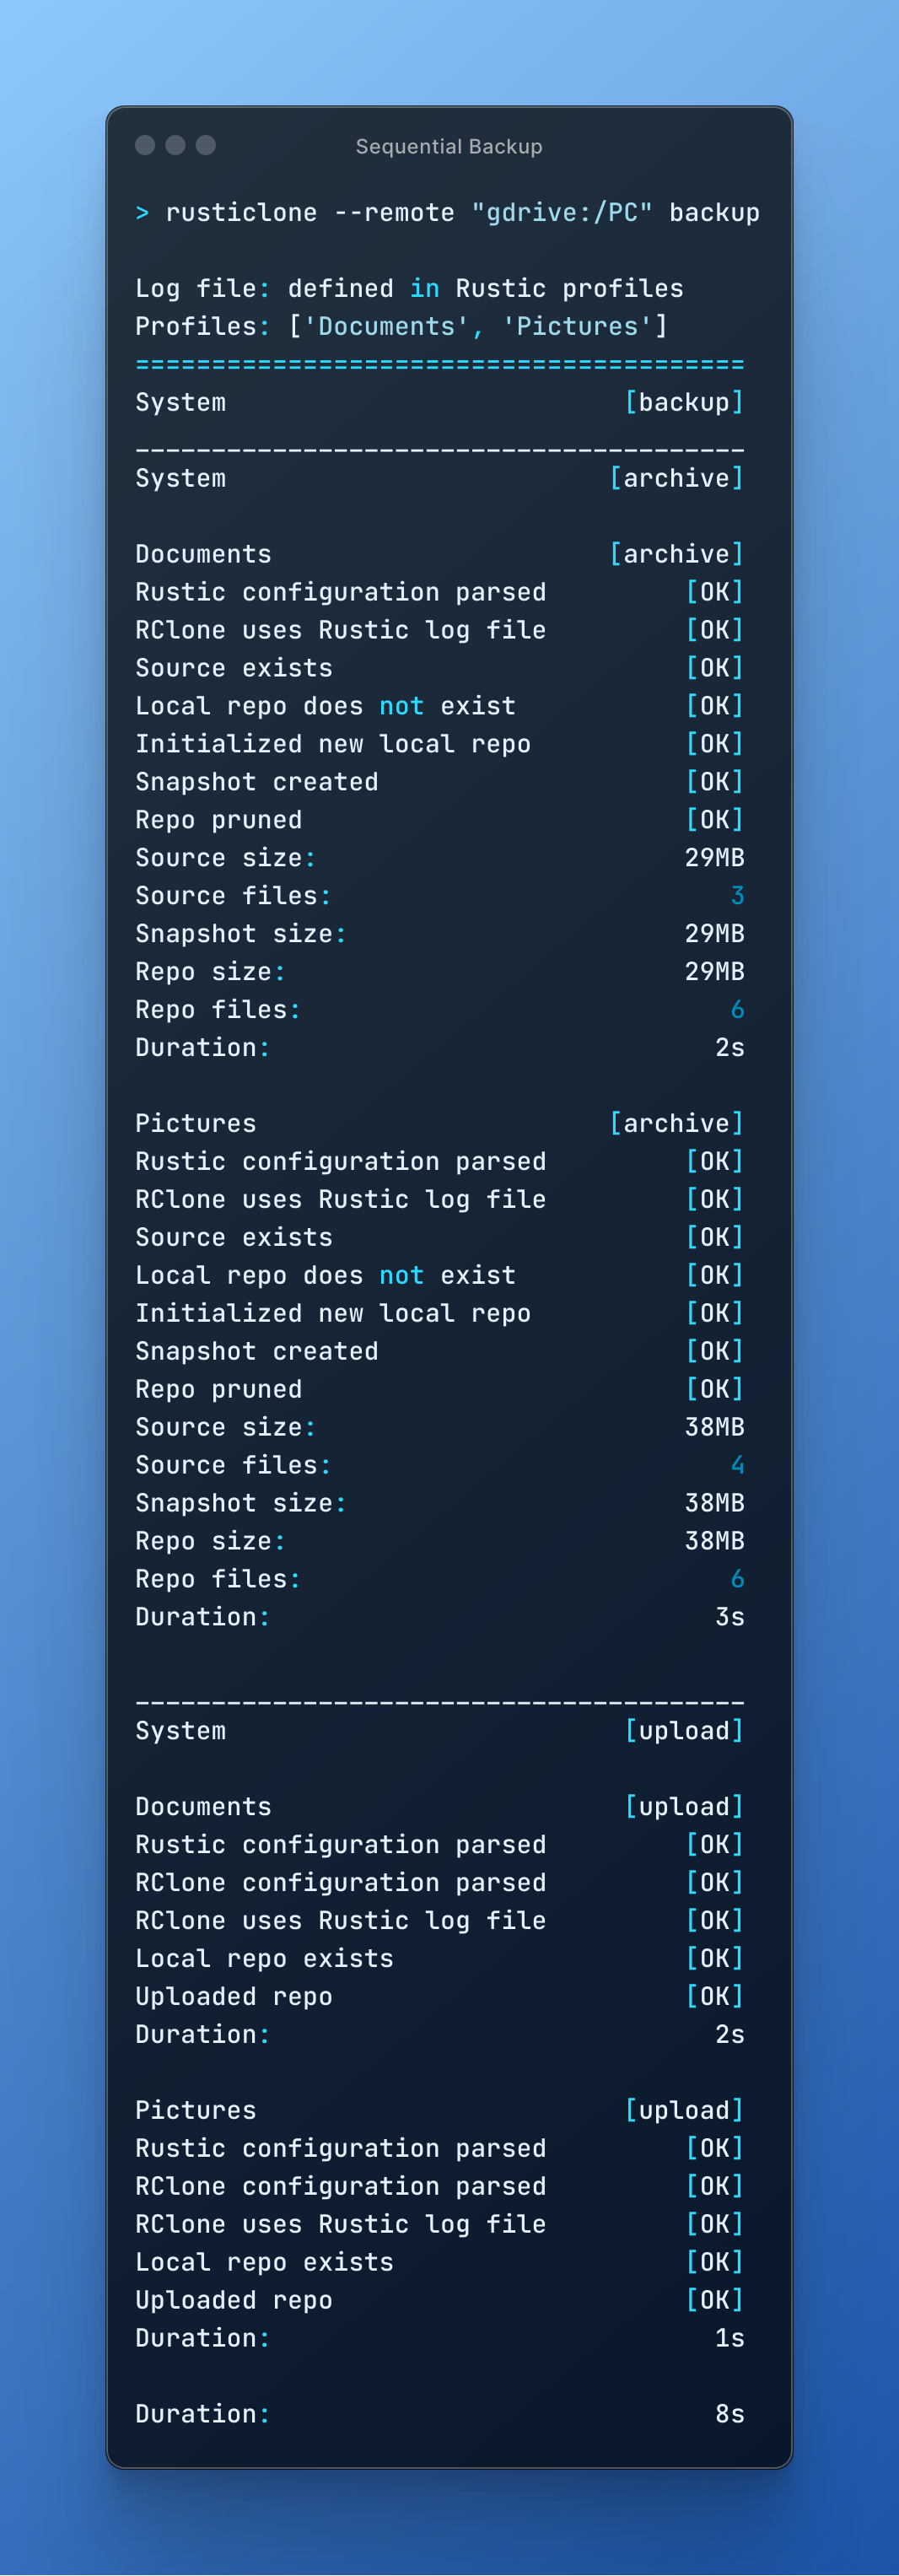 Sequential Backup
> rusticlone --remote "gdrive:/PC" backup
Log file: defined in Rustic profiles
Profiles: ['Documents', 'Pictures']
========================================
System [backup]
________________________________________
System [archive]
Documents [archive]
Rustic configuration parsed [OK]
RClone uses Rustic log file [OK]
Source exists [OK]
Local repo does not exist [OK]
Initialized new local repo [OK]
Snapshot created [OK]
Repo pruned [OK]
Source size: 29MB
Source files: 3
Snapshot size: 29MB
Repo size: 29MB
Repo files: 6
Duration: 2s
Pictures [archive]
Rustic configuration parsed [OK]
RClone uses Rustic log file [OK]
Source exists [OK]
Local repo does not exist [OK]
Initialized new local repo [OK]
Snapshot created [OK]
Repo pruned [OK]
Source size: 38MB
Source files: 4
Snapshot size: 38MB
Repo size: 38MB
Repo files: 6
Duration: 3s
________________________________________
System [upload]
Documents [upload]
Rustic configuration parsed [OK]
RClone configuration parsed [OK]
RClone uses Rustic log file [OK]
Local repo exists [OK]
Uploaded repo [OK]
Duration: 2s
Pictures [upload]
Rustic configuration parsed [OK]
RClone configuration parsed [OK]
RClone uses Rustic log file [OK]
Local repo exists [OK]
Uploaded repo [OK]
Duration: 1s
Duration: 8s